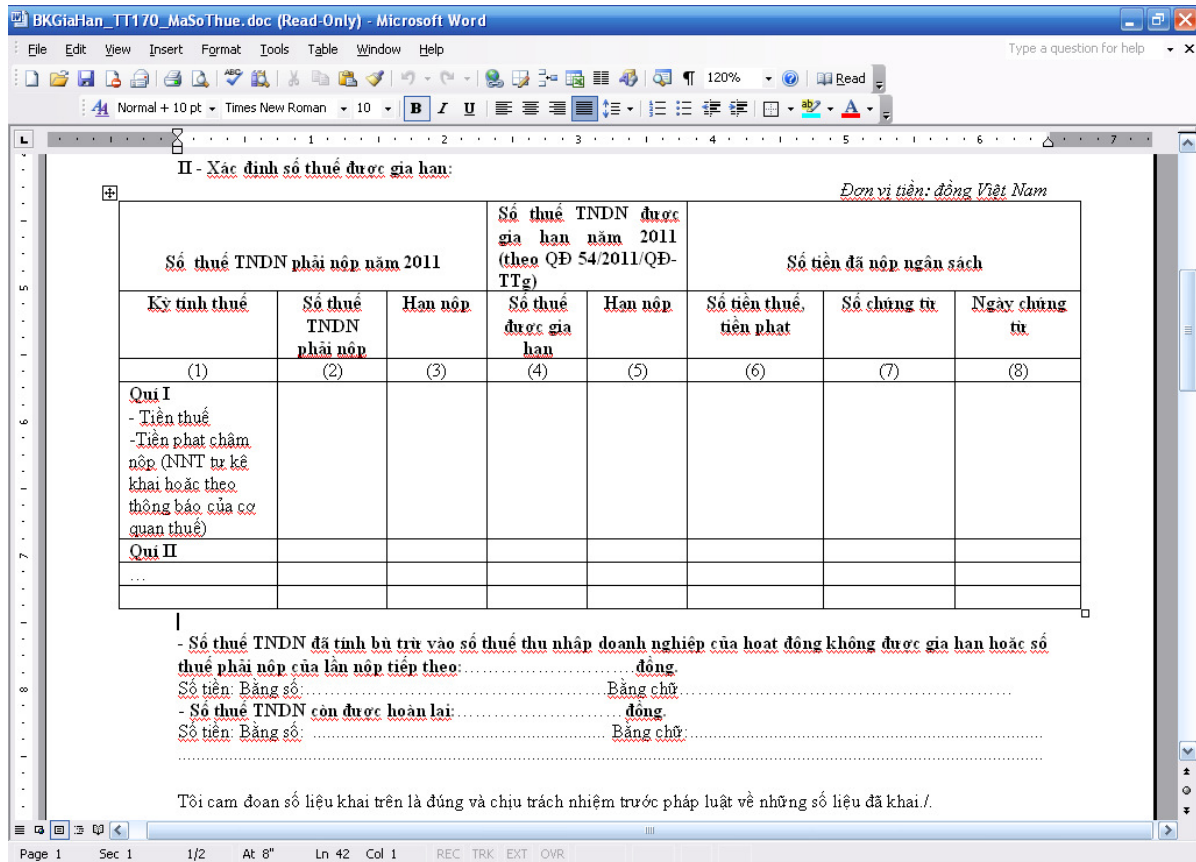 BKGiaHan_TT170_MaSoThue.doc (Read-Only) - Microsoft Word
File Edit View Insert Format Tools Table Window Help Type a question for help
120% Read
Normal + 10 pt Times New Roman 10 B I U
1 2 3 4 5 6 7
II - Xác định số thuế được gia hạn:
Đơn vị tiền: đồng Việt Nam
Số thuế TNDN phải nộp năm 2011
Số thuế TNDN được
gia hạn năm 2011
(theo QĐ 54/2011/QĐ-
TTg)
Số tiền đã nộp ngân sách
Kỳ tính thuế
Số thuế
TNDN
phải nộp
Hạn nộp
Số thuế
được gia
hạn
Hạn nộp
Số tiền thuế,
tiền phạt
Số chứng từ
Ngày chứng
từ
(1) (2) (3) (4) (5) (6) (7) (8)
Quí I
- Tiền thuế
-Tiền phạt chậm
nộp (NNT tự kê
khai hoặc theo
thông báo của cơ
quan thuế)
Quí II
...
- Số thuế TNDN đã tính bù trừ vào số thuế thu nhập doanh nghiệp của hoạt động không được gia hạn hoặc số
thuế phải nộp của lần nộp tiếp theo:..........................đồng.
Số tiền: Bằng số:..............................................Bằng chữ..................................................
- Số thuế TNDN còn được hoàn lại:..........................đồng.
Số tiền: Bằng số: .............................................. Bằng chữ:..................................................
..................................................................................................................
Tôi cam đoan số liệu khai trên là đúng và chịu trách nhiệm trước pháp luật về những số liệu đã khai./.
Page 1 Sec 1 1/2 At 8" Ln 42 Col 1 REC TRK EXT OVR